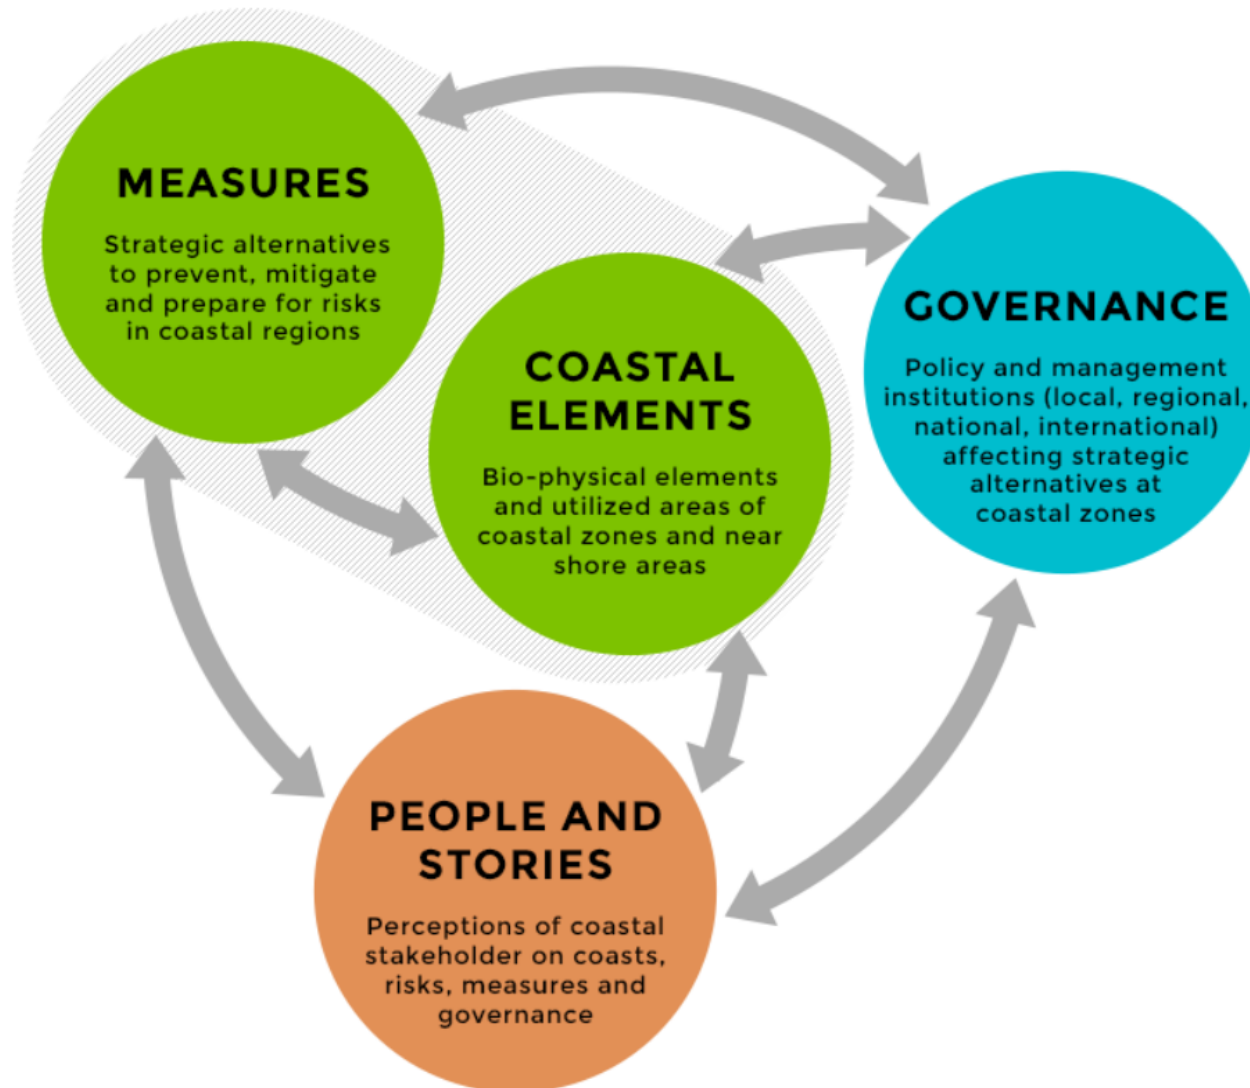 MEASURES
Strategic alternatives
to prevent, mitigate
and prepare for risks
in coastal regions
COASTAL
ELEMENTS
Bio-physical elements
and utilized areas of
coastal zones and near
shore areas
GOVERNANCE
Policy and management
institutions (local, regional,
national, international)
affecting strategic
alternatives at
coastal zones
PEOPLE AND
STORIES
Perceptions of coastal
stakeholder on coasts,
risks, measures and
governance